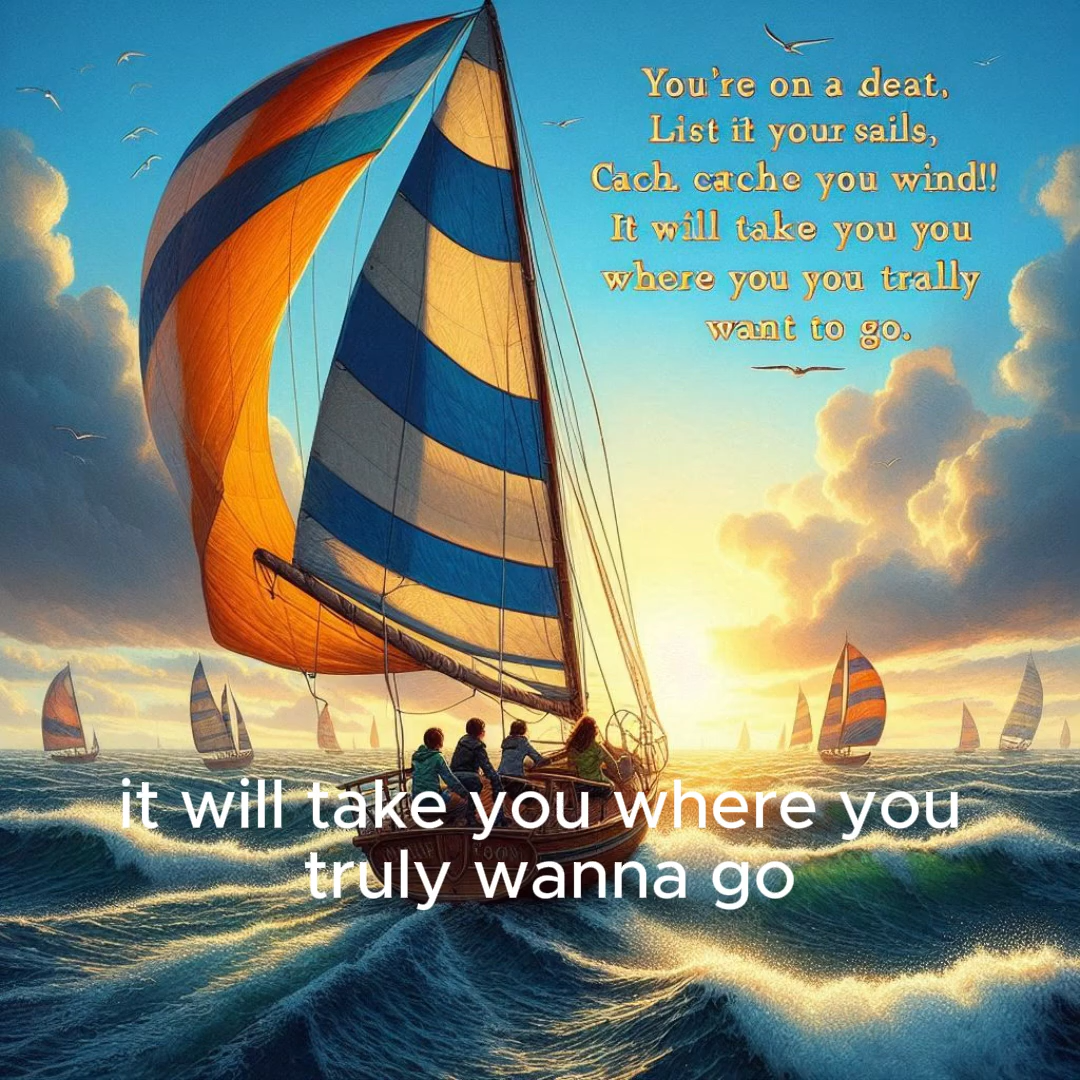 You're on a deat.
List it your sails,
Cach cache you wind!!
It will take you you
where you you trally
want to go.
it will take you where you
truly wanna go